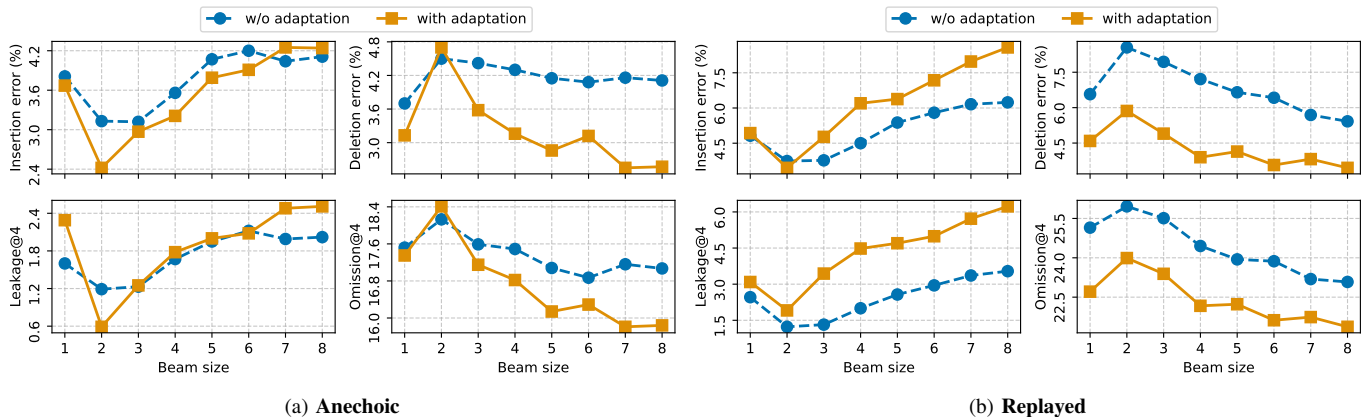 w/o adaptation with adaptation
w/o adaptation with adaptation
Insertion error (%)
4.2
3.6
3.0
2.4
Deletion error (%)
4.8
4.2
3.6
3.0
Insertion error (%)
7.5
6.0
4.5
Deletion error (%)
7.5
6.0
4.5
Leakage@4
2.4
1.8
1.2
0.6
Omission@4
18.4
17.6
16.8
16.0
Leakage@4
6.0
4.5
3.0
1.5
Omission@4
25.5
24.0
22.5
1 2 3 4 5 6 7 8
1 2 3 4 5 6 7 8
1 2 3 4 5 6 7 8
1 2 3 4 5 6 7 8
Beam size
Beam size
Beam size
Beam size
(a) Anechoic
(b) Replayed